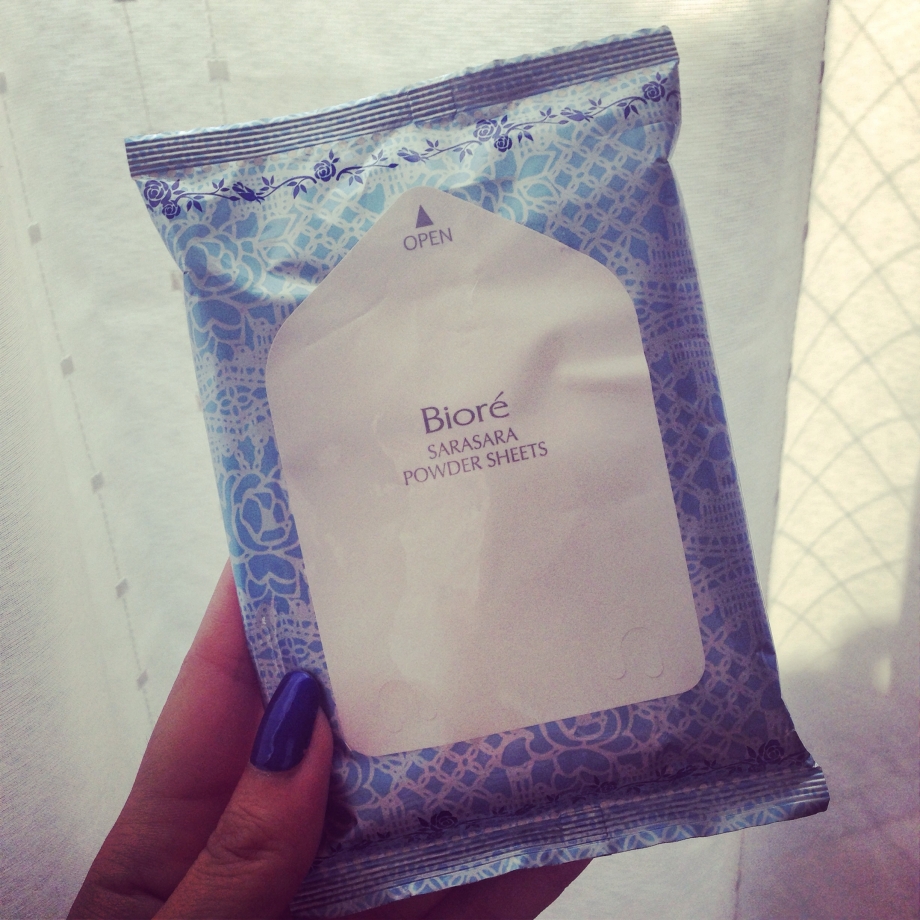 OPEN
Bioré
SARASARA
POWDER SHEETS